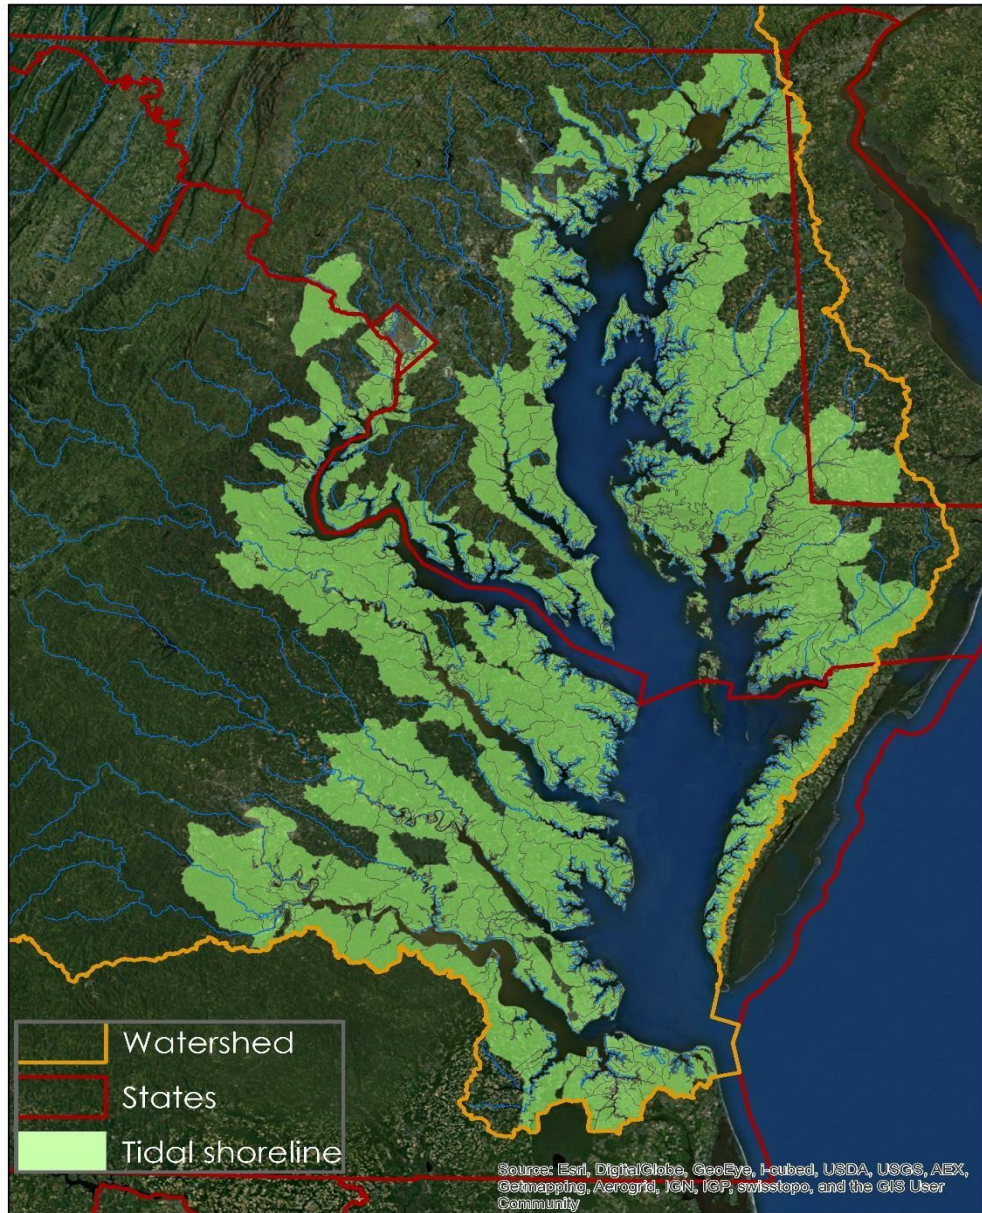 Watershed
States
Tidal shoreline
Source: Esri, DigitalGlobe, GeoEye, i-cubed, USDA, USGS, AEX,
Getmapping, Aerogrid, IGN, IGP, swisstopo, and the GIS User
Community